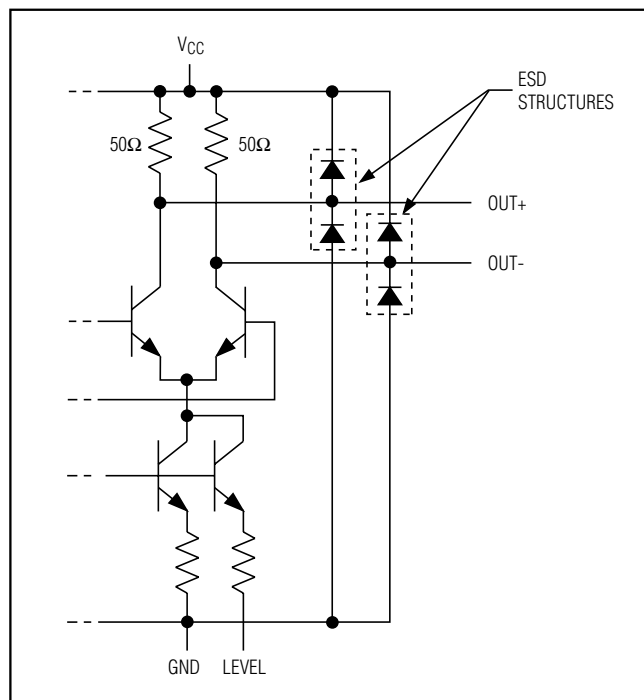 VCC
ESD
STRUCTURES
50Ω
50Ω
OUT+
OUT-
GND
LEVEL